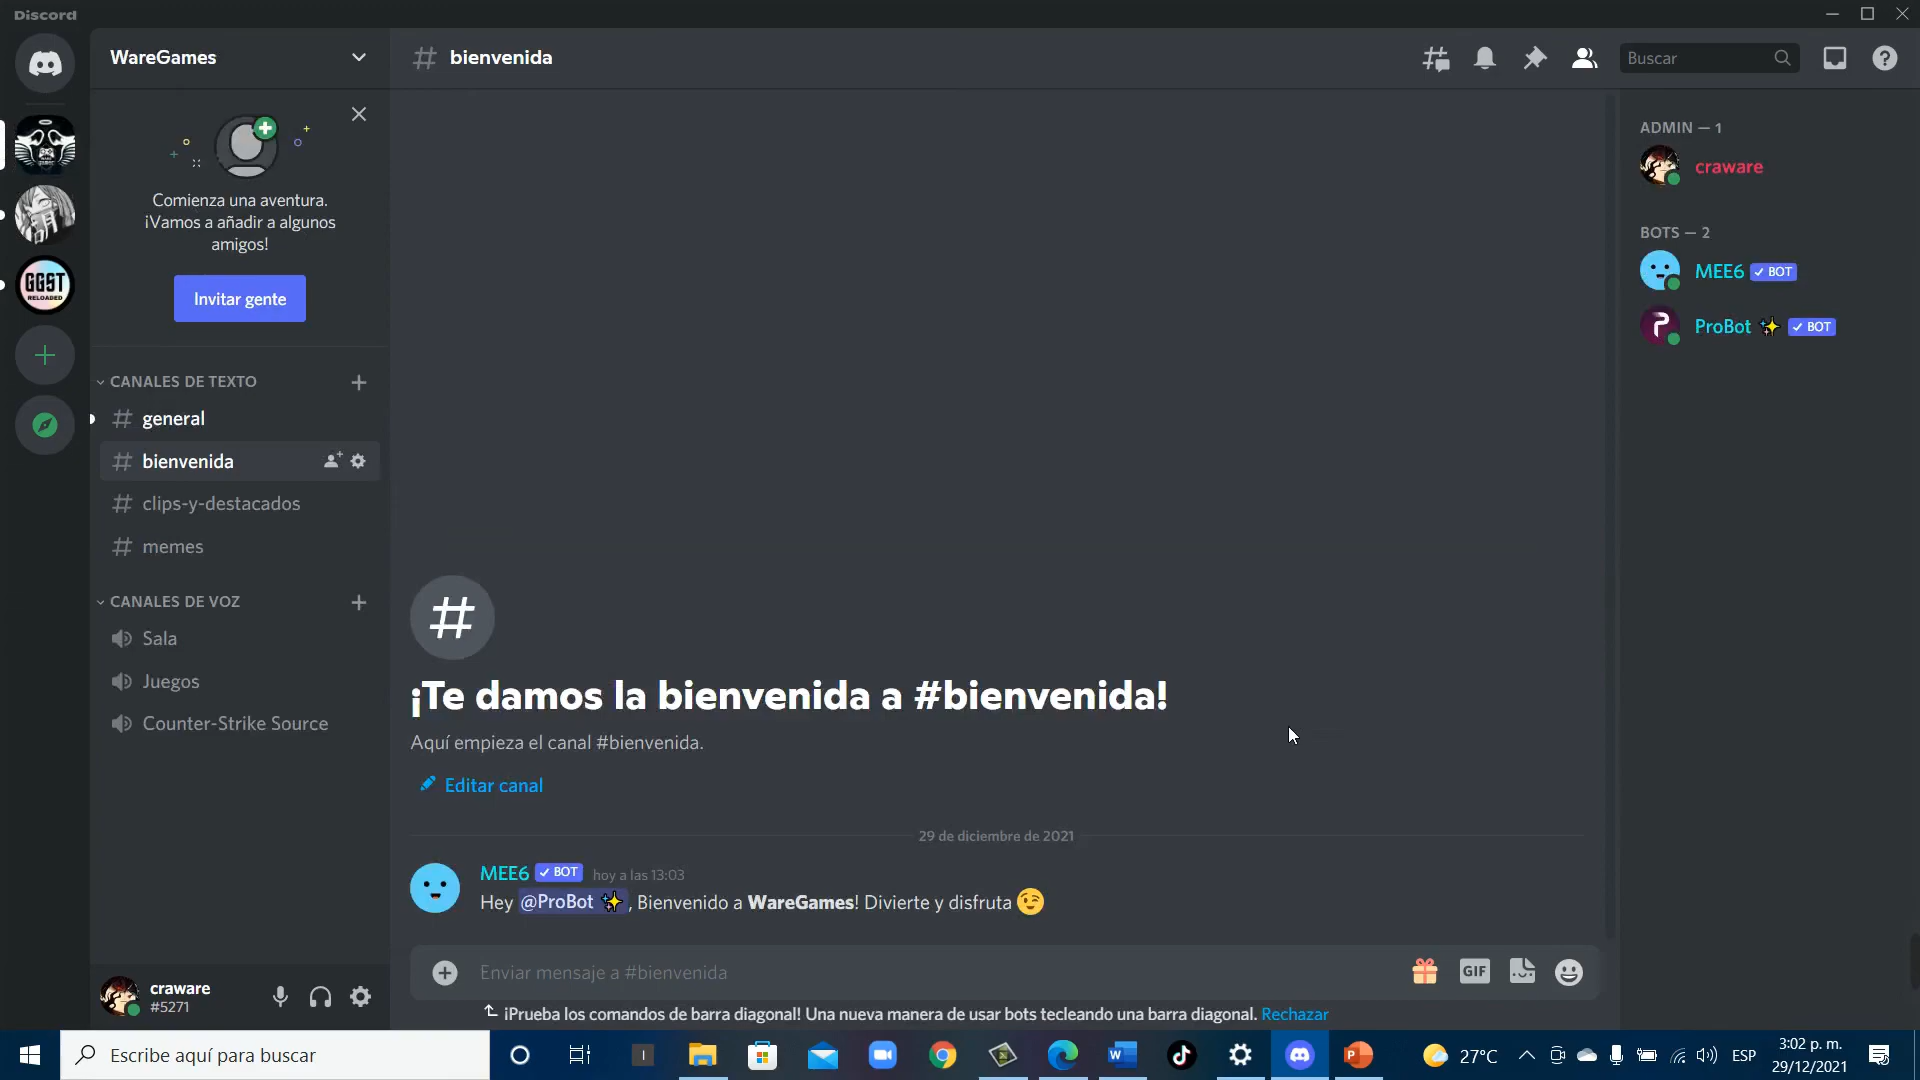 Discord
WareGames
# bienvenida
Buscar
Comienza una aventura.
¡Vamos a añadir a algunos
amigos!
Invitar gente
GGST
RELOADED
CANALES DE TEXTO
# general
# bienvenida
# clips-y-destacados
# memes
CANALES DE VOZ
Sala
Juegos
Counter-Strike Source
craware
#5271
#
¡Te damos la bienvenida a #bienvenida!
Aquí empieza el canal #bienvenida.
Editar canal
29 de diciembre de 2021
MEE6 ✓ BOT hoy a las 13:03
Hey @ProBot ✨, Bienvenido a WareGames! Divierte y disfruta 😉
Enviar mensaje a #bienvenida
GIF
¡Prueba los comandos de barra diagonal! Una nueva manera de usar bots tecleando una barra diagonal. Rechazar
ADMIN — 1
craware
BOTS — 2
MEE6 ✓ BOT
ProBot ✨ ✓ BOT
Escribe aquí para buscar
27°C
ESP
3:02 p. m.
29/12/2021